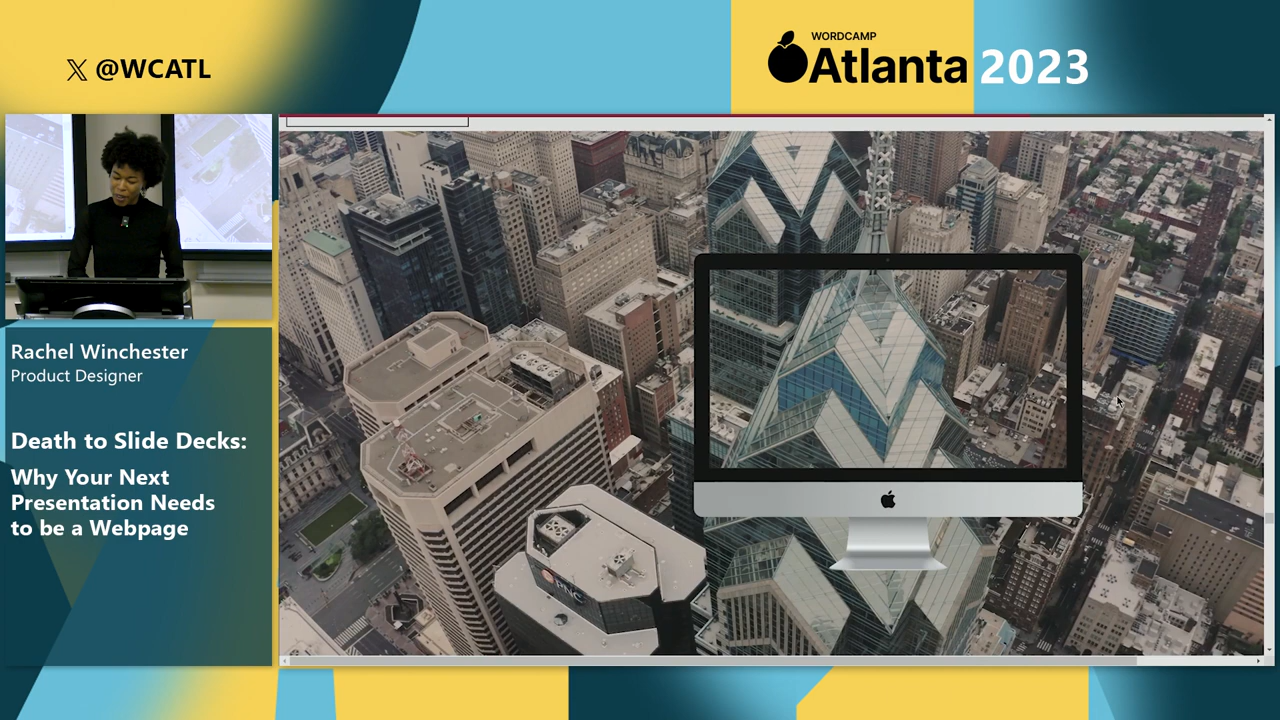 𝕏 @WCATL
WORDCAMP
Atlanta 2023
Rachel Winchester
Product Designer
Death to Slide Decks:
Why Your Next
Presentation Needs
to be a Webpage
PNC